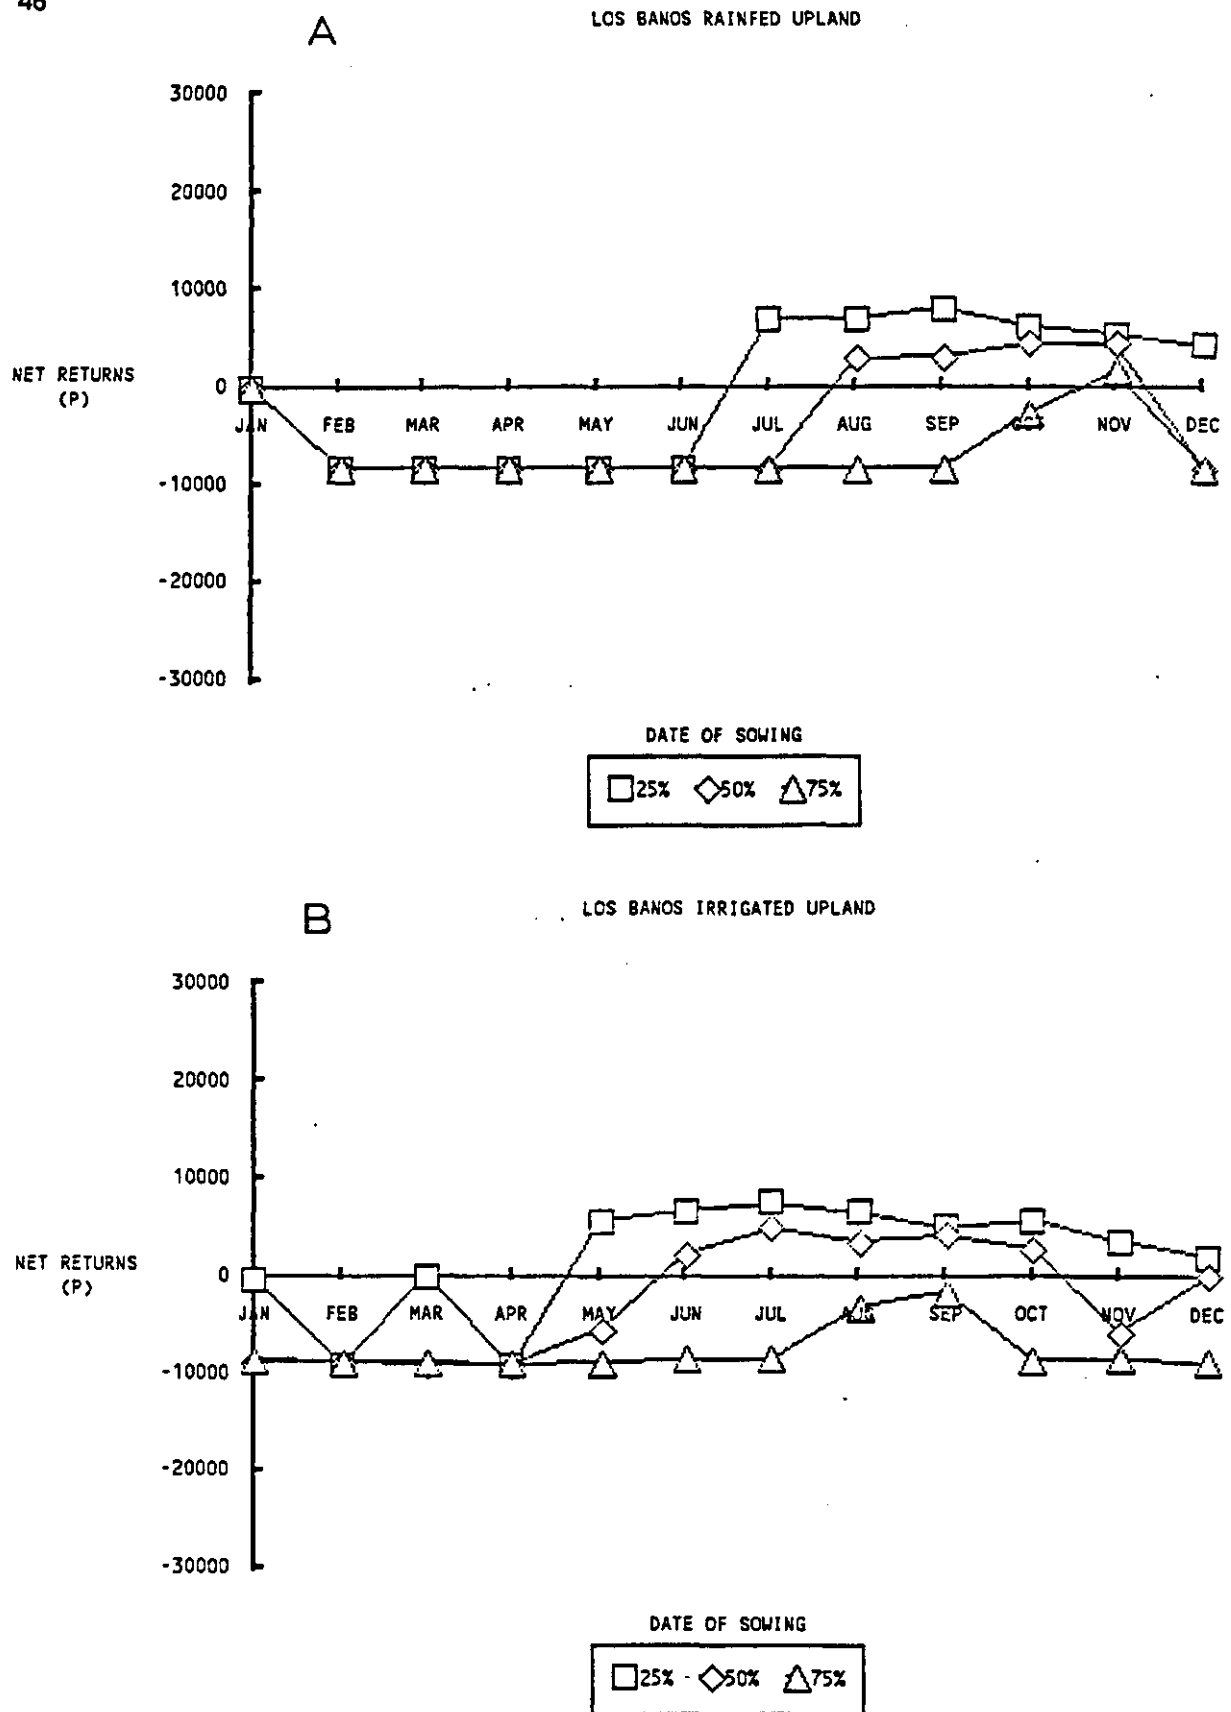 46
A
LOS BANOS RAINFED UPLAND
30000
20000
10000
NET RETURNS
(P)
0
JAN FEB MAR APR MAY JUN JUL AUG SEP OCT NOV DEC
-10000
-20000
-30000
DATE OF SOWING
25% 50% 75%
B
LOS BANOS IRRIGATED UPLAND
30000
20000
10000
NET RETURNS
(P)
0
JAN FEB MAR APR MAY JUN JUL AUG SEP OCT NOV DEC
-10000
-20000
-30000
DATE OF SOWING
25% 50% 75%